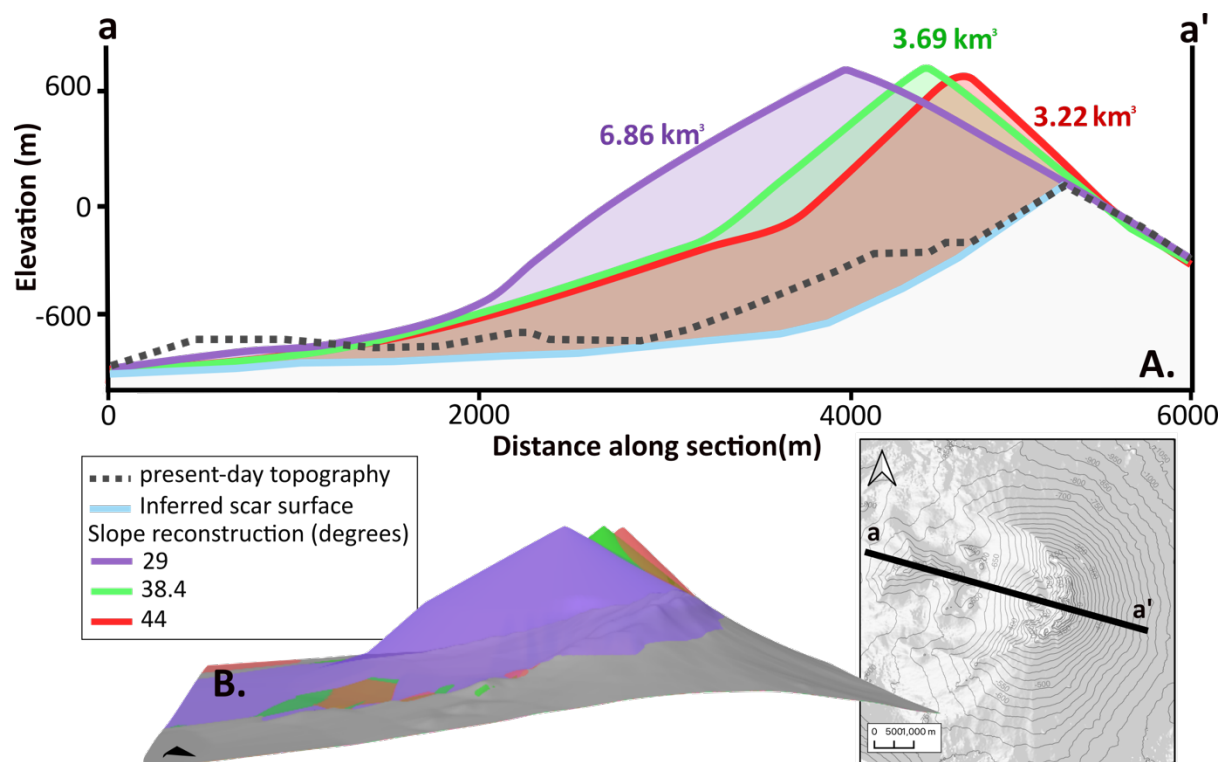 a
a'
3.69 km³
600
6.86 km³
3.22 km³
Elevation (m)
0
-600
A.
0
2000
4000
6000
Distance along section(m)
present-day topography
Inferred scar surface
Slope reconstruction (degrees)
29
38.4
44
B.
a
a'
0 5001,000 m